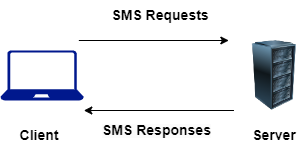 SMS Requests
SMS Responses
Client
Server